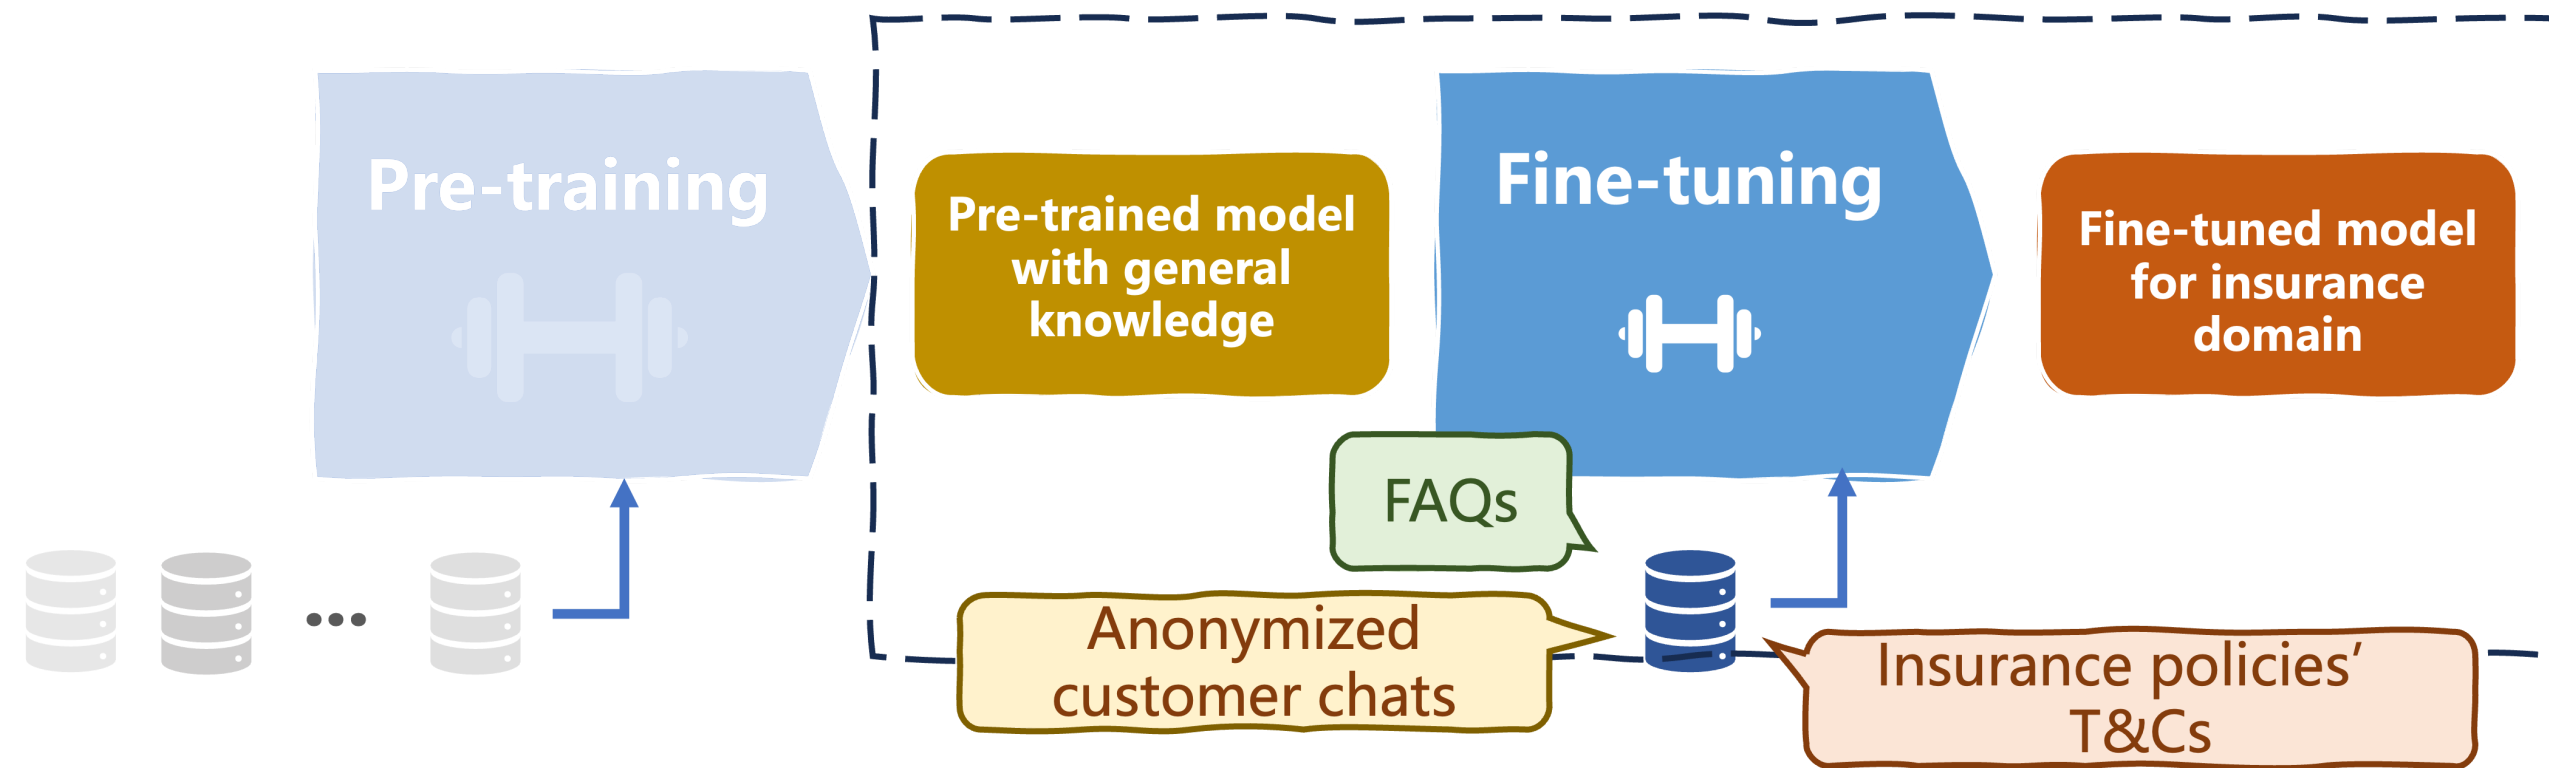 Pre-training
Pre-trained model
with general
knowledge
Fine-tuning
Fine-tuned model
for insurance
domain
FAQs
Anonymized
customer chats
Insurance policies’
T&Cs